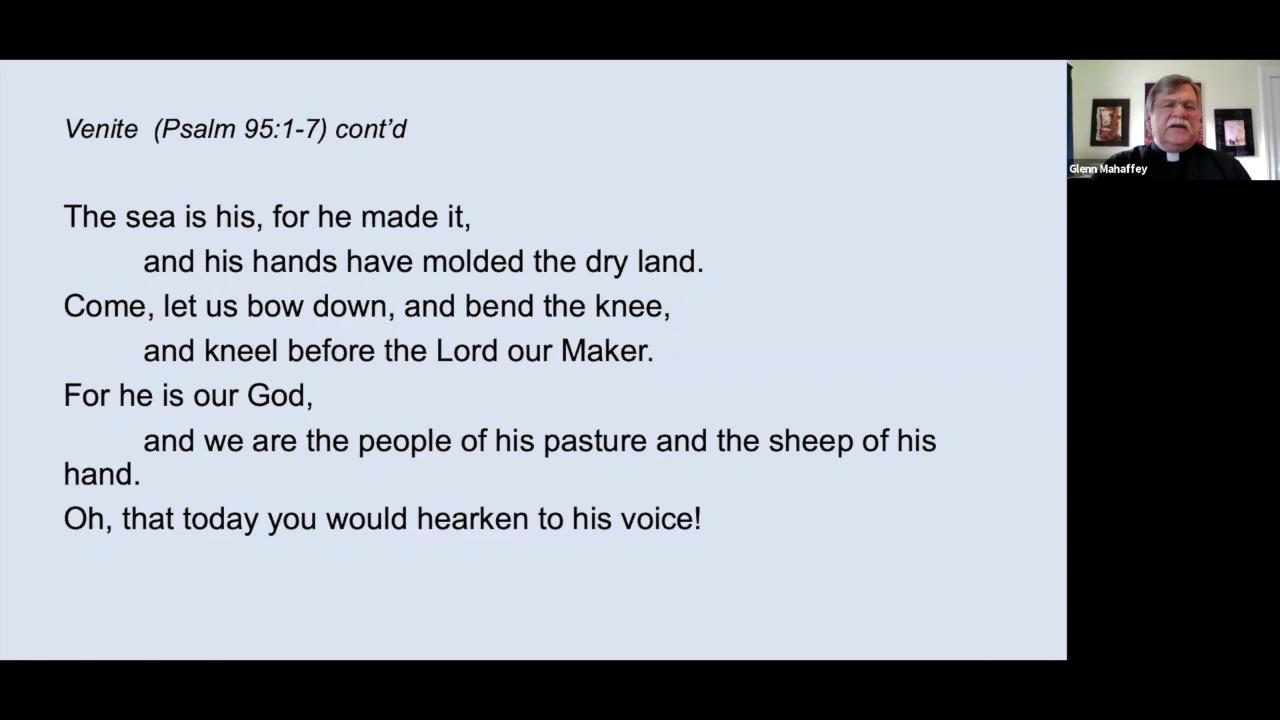 Venite (Psalm 95:1-7) cont’d
The sea is his, for he made it,
and his hands have molded the dry land.
Come, let us bow down, and bend the knee,
and kneel before the Lord our Maker.
For he is our God,
and we are the people of his pasture and the sheep of his
hand.
Oh, that today you would hearken to his voice!
Glenn Mahaffey